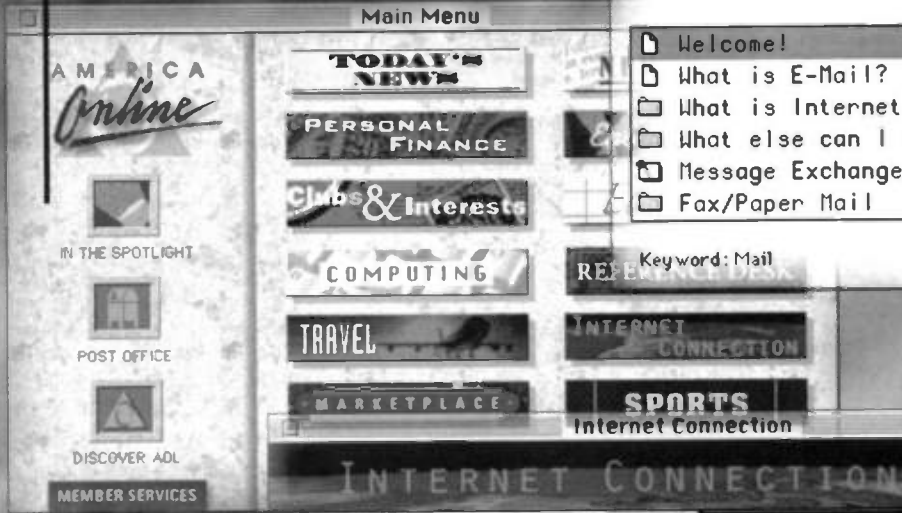 Main Menu
AMERICA
Online
IN THE SPOTLIGHT
POST OFFICE
DISCOVER AOL
MEMBER SERVICES
TODAY'S
NEWS
PERSONAL
FINANCE
Clubs & Interests
COMPUTING
TRAVEL
MARKETPLACE
REFERENCE DESK
INTERNET
CONNECTION
SPORTS
Welcome!
What is E-Mail?
What is Internet
What else can I
Message Exchange
Fax/Paper Mail
Keyword: Mail
Internet Connection
INTERNET CONNECTION